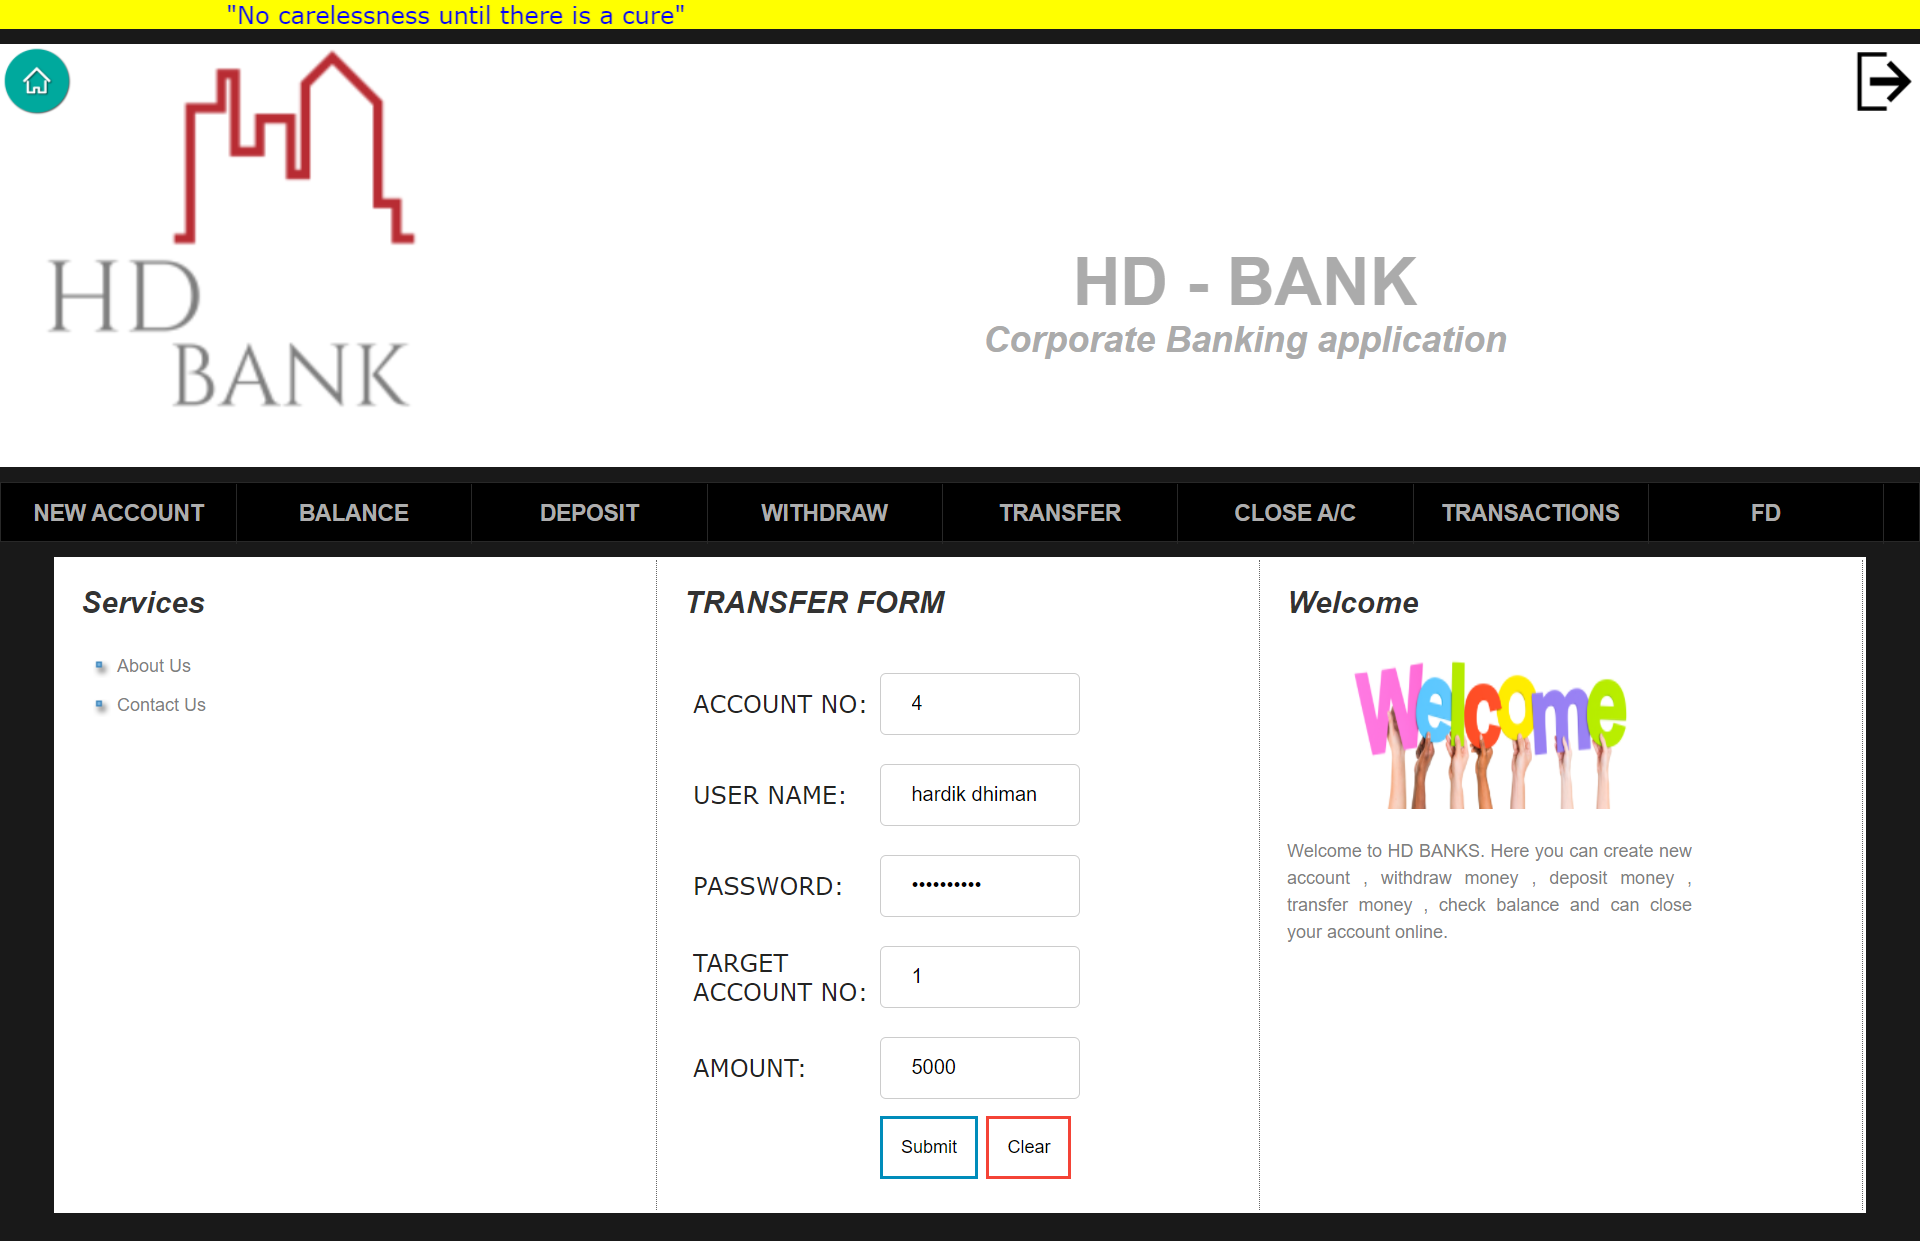 "No carelessness until there is a cure"
HD
BANK
HD - BANK
Corporate Banking application
NEW ACCOUNT
BALANCE
DEPOSIT
WITHDRAW
TRANSFER
CLOSE A/C
TRANSACTIONS
FD
Services
About Us
Contact Us
TRANSFER FORM
ACCOUNT NO: 4
USER NAME: hardik dhiman
PASSWORD: ••••••••••
TARGET
ACCOUNT NO: 1
AMOUNT: 5000
Submit
Clear
Welcome
Welcome
Welcome to HD BANKS. Here you can create new
account , withdraw money , deposit money ,
transfer money , check balance and can close
your account online.